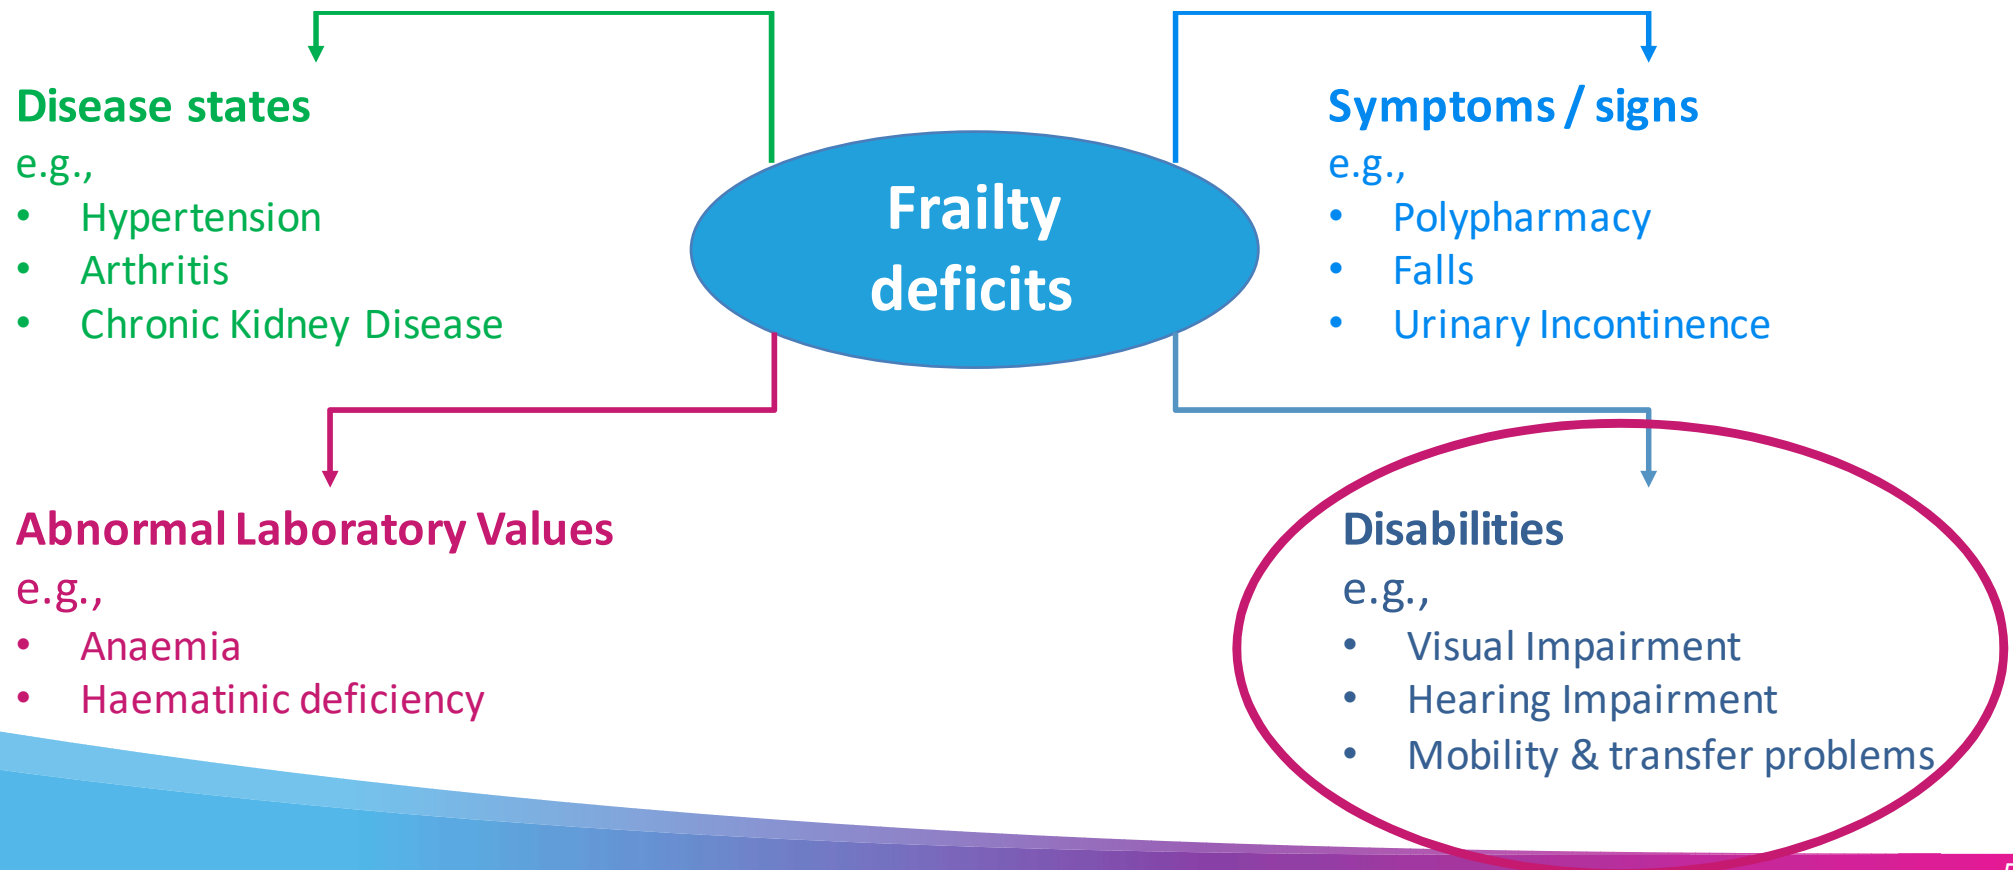 Disease states
e.g.,
• Hypertension
• Arthritis
• Chronic Kidney Disease
Frailty
deficits
Symptoms / signs
e.g.,
• Polypharmacy
• Falls
• Urinary Incontinence
Abnormal Laboratory Values
e.g.,
• Anaemia
• Haematinic deficiency
Disabilities
e.g.,
• Visual Impairment
• Hearing Impairment
• Mobility & transfer problems